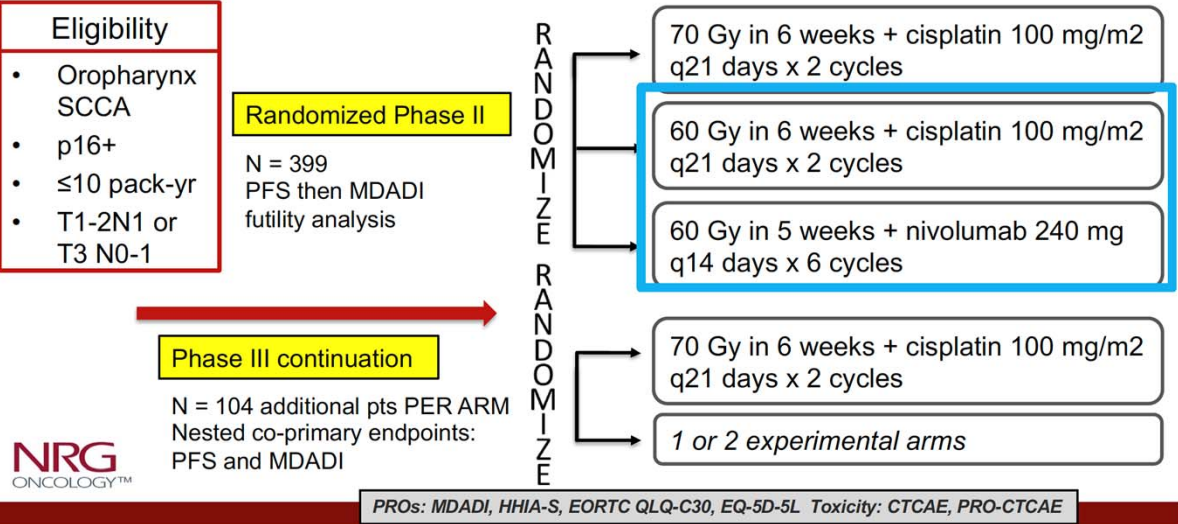 Eligibility
• Oropharynx
SCCA
• p16+
• ≤10 pack-yr
• T1-2N1 or
T3 N0-1
Randomized Phase II
N = 399
PFS then MDADI
futility analysis
RANDOMIZE
70 Gy in 6 weeks + cisplatin 100 mg/m2
q21 days x 2 cycles
60 Gy in 6 weeks + cisplatin 100 mg/m2
q21 days x 2 cycles
60 Gy in 5 weeks + nivolumab 240 mg
q14 days x 6 cycles
Phase III continuation
N = 104 additional pts PER ARM
Nested co-primary endpoints:
PFS and MDADI
RANDOMIZE
70 Gy in 6 weeks + cisplatin 100 mg/m2
q21 days x 2 cycles
1 or 2 experimental arms
NRG
ONCOLOGY™
PROs: MDADI, HHIA-S, EORTC QLQ-C30, EQ-5D-5L Toxicity: CTCAE, PRO-CTCAE